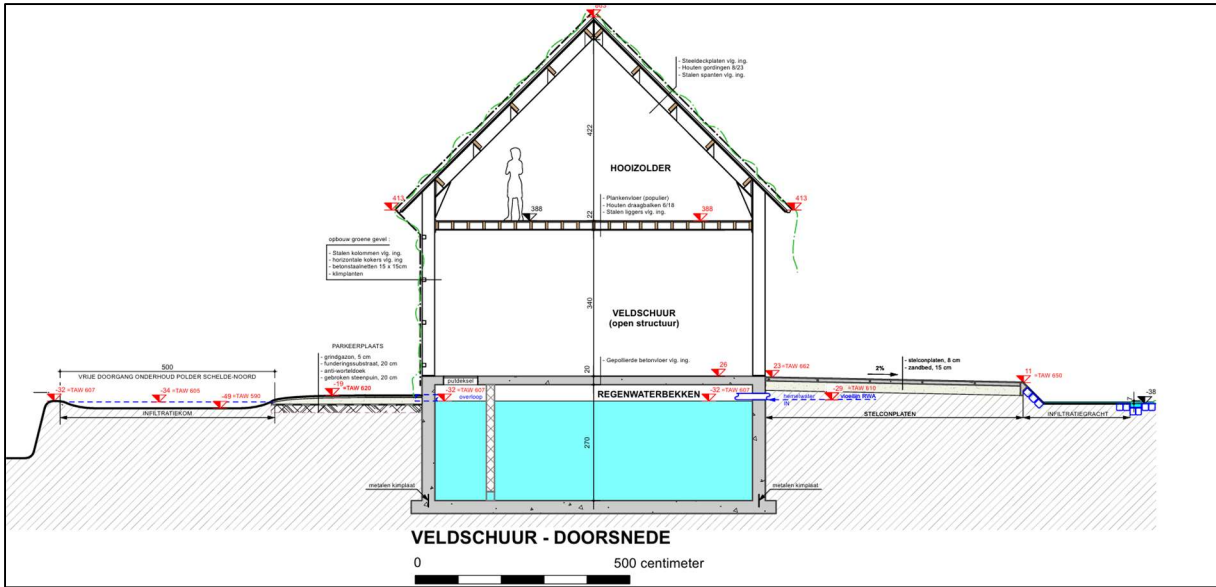 - Steeldeckplaten vlg. ing.
- Houten gordingen 8/23
- Stalen spanten vlg. ing.
422
HOOIZOLDER
413
413
388
388
22
- Plankenvloer (populier)
- Houten draagbalken 6/18
- Stalen liggers vlg. ing.
opbouw groene gevel :
- Stalen kolommen vlg. ing.
- horizontale kokers vlg. ing
- betonstaalnetten 15 x 15cm
- klimplanten
340
VELDSCHUUR
(open structuur)
PARKEERPLAATS
- grindgazon, 5 cm
- funderingssubstraat, 20 cm
- anti-worteldoek
- gebroken steenpuin, 20 cm
500
VRIJE DOORGANG ONDERHOUD POLDER SCHELDE-NOORD
- Gepolierde betonvloer vlg. ing.
20
26
23 =TAW 662
2%
- stelconplaten, 8 cm
- zandbed, 15 cm
11
=TAW 650
-32 =TAW 607
-34 =TAW 605
-49 =TAW 590
-19
=TAW 620
putdeksel
-32 =TAW 607
overloop
REGENWATERBEKKEN
-32 =TAW 607
hemelwater
IN
-29 =TAW 610
vloeilijn RWA
-38
7
INFILTRATIEKOM
STELCONPLATEN
INFILTRATIEGRACHT
270
metalen kimplaat
metalen kimplaat
VELDSCHUUR - DOORSNEDE
0
500 centimeter